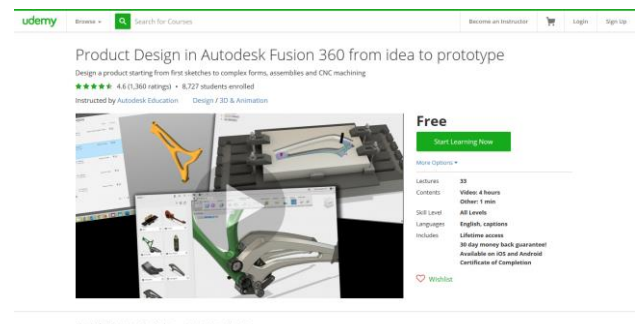 udemy
Browse
Search for Courses
Become an Instructor
Login
Sign Up
Product Design in Autodesk Fusion 360 from idea to prototype
Design a product starting from first sketches to complex forms, assemblies and CNC machining
4.6 (1,360 ratings) • 8,727 students enrolled
Instructed by Autodesk Education Design / 3D & Animation
Free
Start Learning Now
More Options
Lectures 33
Contents Video: 4 hours
Other: 1 min
Skill Level All Levels
Languages English, captions
Includes Lifetime access
30 day money back guarantee!
Available on iOS and Android
Certificate of Completion
Wishlist